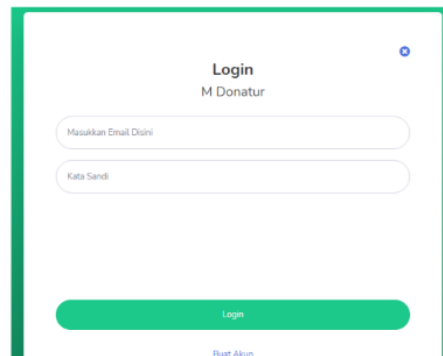 Login
M Donatur
Masukkan Email Disini
Kata Sandi
Login
Buat Akun